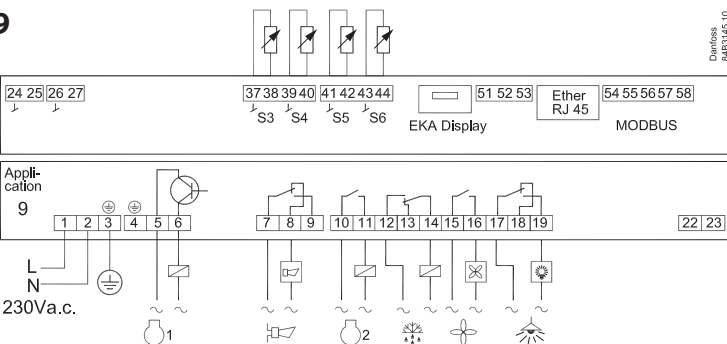 9
Danfoss
84B3145.10
24 25 26 27
37 38 39 40 41 42 43 44
51 52 53
54 55 56 57 58
S3 S4 S5 S6
EKA Display
Ether
RJ 45
MODBUS
Appli-
cation
9
1 2 3 4 5 6 7 8 9 10 11 12 13 14 15 16 17 18 19 22 23
L
N
230Va.c.
1 2